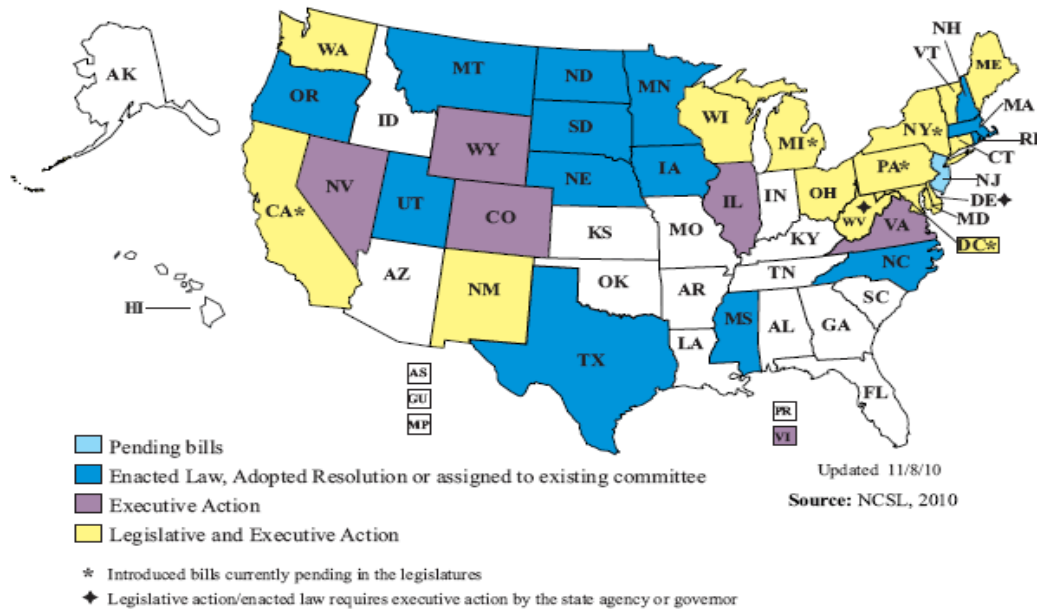 NH
VT
WA
ME
AK
MT
ND
MN
MA
OR
WI
NY*
MI*
ID
SD
RI
WY
CT
PA*
IA
NJ
NE
OH
NV
IL
IN
DE✦
UT
✦
CA*
CO
WV
MD
VA
KS
MO
KY
DC*
NC
TN
AZ
OK
NM
AR
SC
HI
MS
AL
GA
LA
TX
FL
AS
GU
MP
PR
VI
Pending bills
Enacted Law, Adopted Resolution or assigned to existing committee
Executive Action
Legislative and Executive Action
Updated 11/8/10
Source: NCSL, 2010
* Introduced bills currently pending in the legislatures
✦ Legislative action/enacted law requires executive action by the state agency or governor